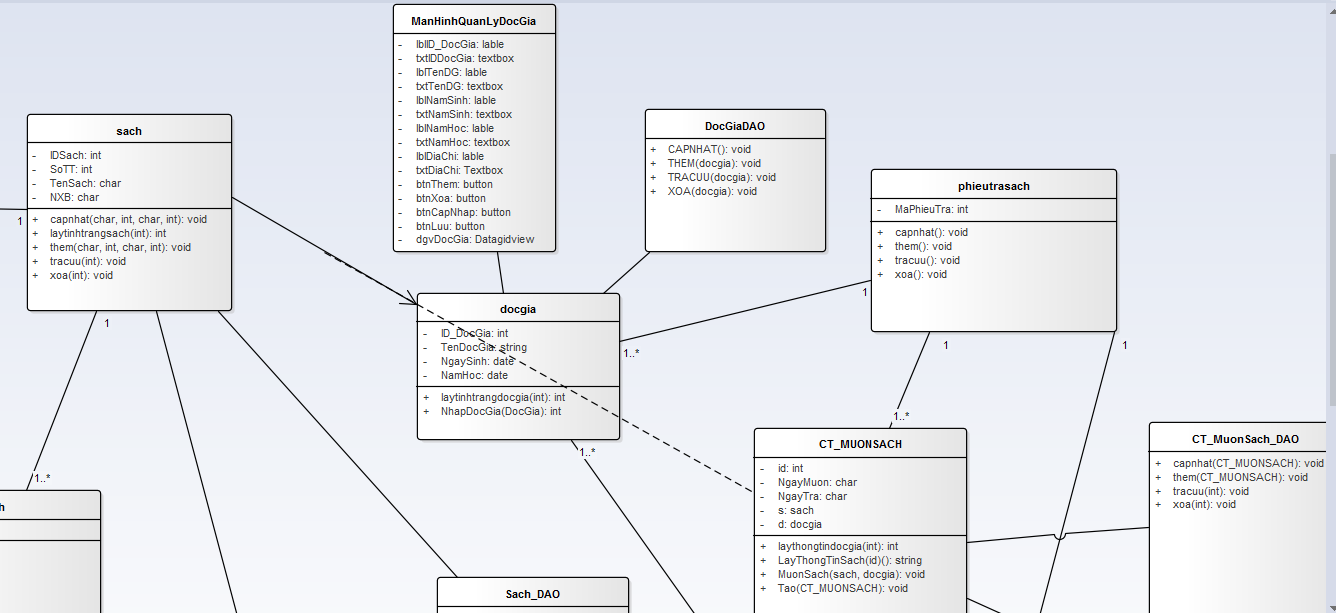 ManHinhQuanLyDocGia
- lblID_DocGia: lable
- txtIDDocGia: textbox
- lblTenDG: lable
- txtTenDG: textbox
- lblNamSinh: lable
- txtNamSinh: textbox
- lblNamHoc: lable
- txtNamHoc: textbox
- lblDiaChi: lable
- txtDiaChi: Textbox
- btnThem: button
- btnXoa: button
- btnCapNhap: button
- btnLuu: button
- dgvDocGia: Datagidview
sach
- IDSach: int
- SoTT: int
- TenSach: char
- NXB: char
+ capnhat(char, int, char, int): void
+ laytinhtrangsach(int): int
+ them(char, int, char, int): void
+ tracuu(int): void
+ xoa(int): void
1
1
1..*
DocGiaDAO
+ CAPNHAT(): void
+ THEM(docgia): void
+ TRACUU(docgia): void
+ XOA(docgia): void
phieutrasach
- MaPhieuTra: int
+ capnhat(): void
+ them(): void
+ tracuu(): void
+ xoa(): void
1
1
1
docgia
- ID_DocGia: int
- TenDocGia: string
- NgaySinh: date
- NamHoc: date
+ laytinhtrangdocgia(int): int
+ NhapDocGia(DocGia): int
1..*
1..*
1..*
CT_MUONSACH
- id: int
- NgayMuon: char
- NgayTra: char
- s: sach
- d: docgia
+ laythongtindocgia(int): int
+ LayThongTinSach(id)(): string
+ MuonSach(sach, docgia): void
+ Tao(CT_MUONSACH): void
CT_MuonSach_DAO
+ capnhat(CT_MUONSACH): void
+ them(CT_MUONSACH): void
+ tracuu(int): void
+ xoa(int): void
h
Sach_DAO